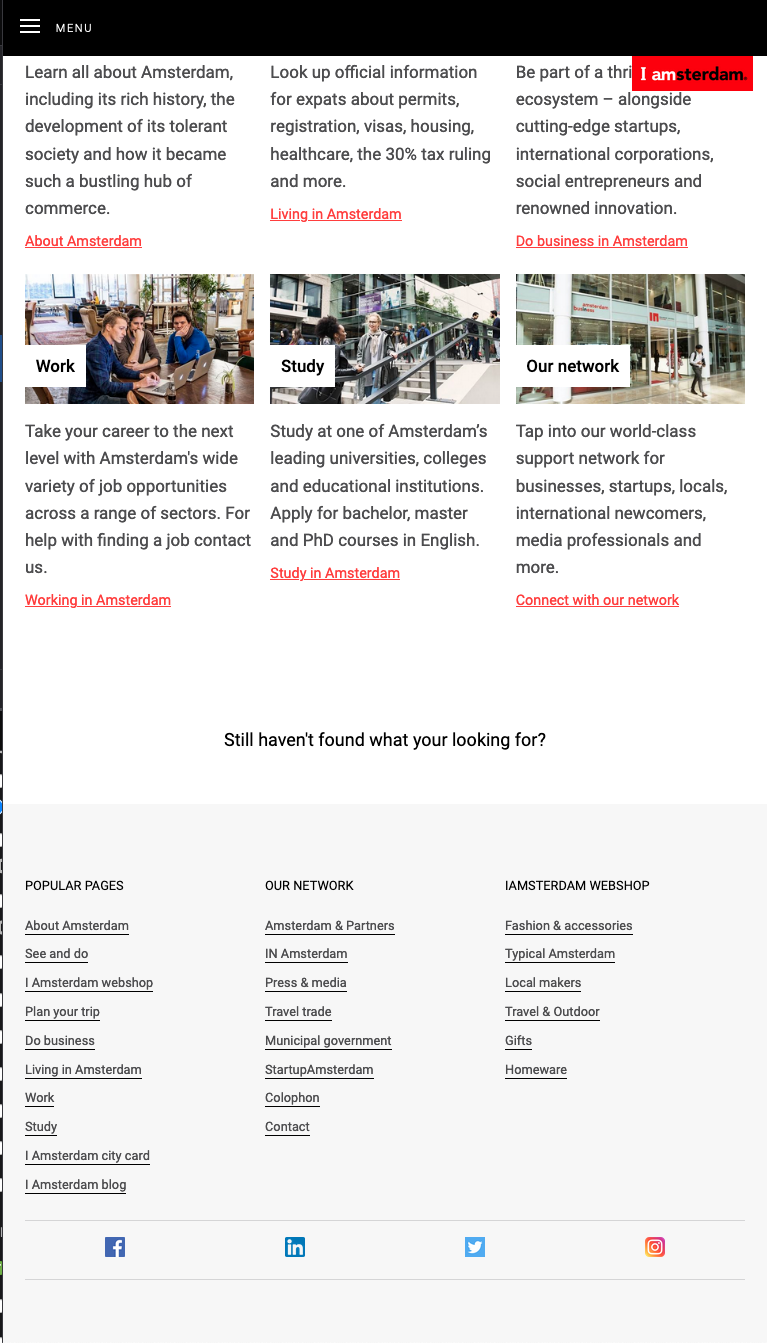 MENU
I amsterdam.
Learn all about Amsterdam,
including its rich history, the
development of its tolerant
society and how it became
such a bustling hub of
commerce.
About Amsterdam
Look up official information
for expats about permits,
registration, visas, housing,
healthcare, the 30% tax ruling
and more.
Living in Amsterdam
Be part of a
ecosystem – alongside
cutting-edge startups,
international corporations,
social entrepreneurs and
renowned innovation.
Do business in Amsterdam
Work
Take your career to the next
level with Amsterdam's wide
variety of job opportunities
across a range of sectors. For
help with finding a job contact
us.
Working in Amsterdam
Study
Study at one of Amsterdam’s
leading universities, colleges
and educational institutions.
Apply for bachelor, master
and PhD courses in English.
Study in Amsterdam
amsterdam
business
in
Our network
Tap into our world-class
support network for
businesses, startups, locals,
international newcomers,
media professionals and
more.
Connect with our network
Still haven't found what your looking for?
POPULAR PAGES
About Amsterdam
See and do
I Amsterdam webshop
Plan your trip
Do business
Living in Amsterdam
Work
Study
I Amsterdam city card
I Amsterdam blog
OUR NETWORK
Amsterdam & Partners
IN Amsterdam
Press & media
Travel trade
Municipal government
StartupAmsterdam
Colophon
Contact
IAMSTERDAM WEBSHOP
Fashion & accessories
Typical Amsterdam
Local makers
Travel & Outdoor
Gifts
Homeware